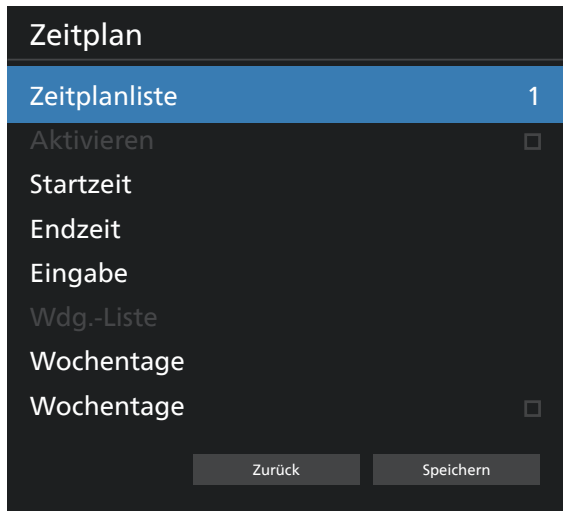 Zeitplan
Zeitplanliste 1
Aktivieren
Startzeit
Endzeit
Eingabe
Wdg.-Liste
Wochentage
Wochentage
Zurück Speichern